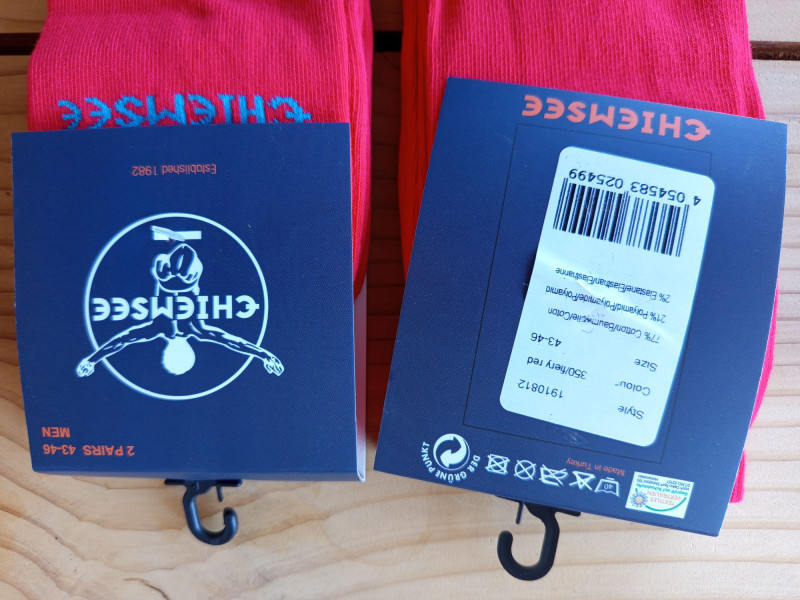 CHIEMSEE
Established 1982
CHIEMSEE
2 PAIRS 43-46
MEN
CHIEMSEE
Style 1910812
Colour 350/fiery red
Size 43-46
77% Cotton/Baumwolle/Coton
21% Polyamid/Polyamide/Polyamid
2% Elastane/Elasthan/Elasthanne
4 054583 025499
Made in Turkey
DER GRÜNE PUNKT
40
TEXTILES
VERTRAUEN